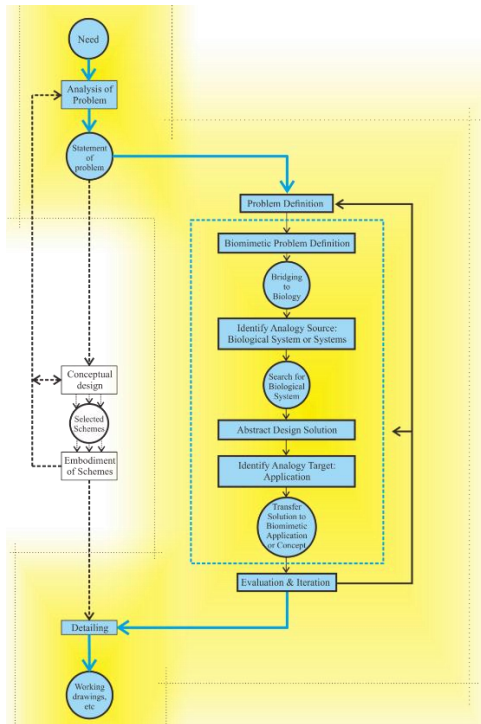 Need
Analysis of
Problem
Statement
of
problem
Problem Definition
Biomimetic Problem Definition
Bridging
to
Biology
Identify Analogy Source:
Biological System or Systems
Search for
Biological
System
Abstract Design Solution
Identify Analogy Target:
Application
Transfer
Solution to
Biomimetic
Application
or Concept
Evaluation & Iteration
Conceptual
design
Selected
Schemes
Embodiment
of Schemes
Detailing
Working
drawings,
etc